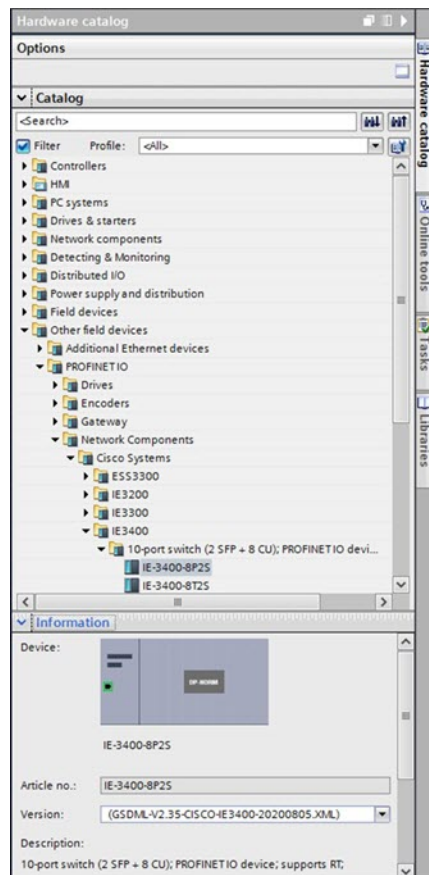 Hardware catalog
Options
Catalog
<Search>
Filter Profile: <All>
Controllers
HMI
PC systems
Drives & starters
Network components
Detecting & Monitoring
Distributed I/O
Power supply and distribution
Field devices
Other field devices
Additional Ethernet devices
PROFINET IO
Drives
Encoders
Gateway
Network Components
Cisco Systems
ESS3300
IE3200
IE3300
IE3400
10-port switch (2 SFP + 8 CU); PROFINET IO devi...
IE-3400-8P2S
IE-3400-8T2S
Information
Device:
DP-NORM
IE-3400-8P2S
Article no.: IE-3400-8P2S
Version: (GSDML-V2.35-CISCO-IE3400-20200805.XML)
Description:
10-port switch (2 SFP + 8 CU); PROFINET IO device; supports RT;
Hardware catalog
Online tools
Tasks
Libraries